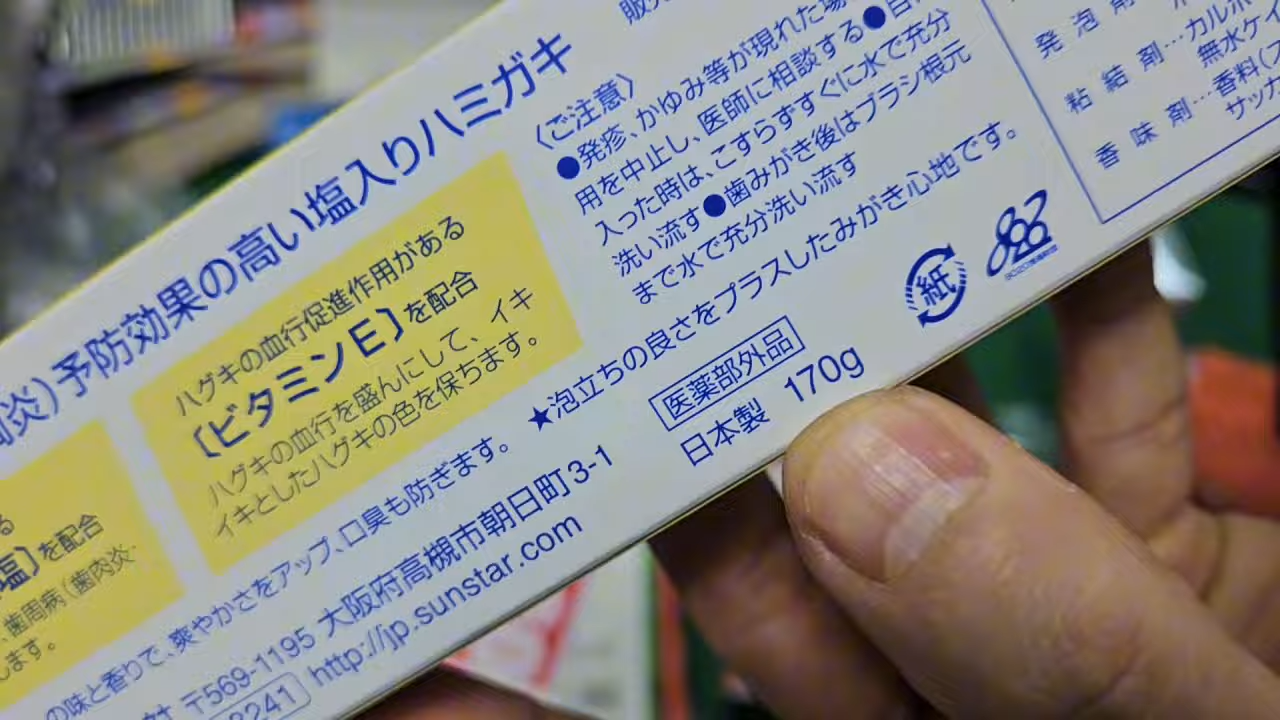 予防効果の高い塩入りハミガキ
を配合
歯周病(歯肉炎・
ハグキの血行促進作用がある
〔ビタミンE〕を配合
ハグキの血行を盛んにして、イキ
イキとしたハグキの色を保ちます。
の味と香りで、爽やかさをアップ、口臭も防ぎます。 ★泡立ちの良さをプラスしたみがき心地です。
〒569-1195 大阪府高槻市朝日町3-1
http://jp.sunstar.com
〈ご注意〉
●発疹、かゆみ等が現れた場
用を中止し、医師に相談する●
入った時は、こすらずすぐに水で充分
洗い流す●歯みがき後はブラシ根元
まで水で充分洗い流す
医薬部外品
日本製 170g
紙
発泡剤
粘結剤…カルボ
無水ケイ
香味剤…香料(
サッカ